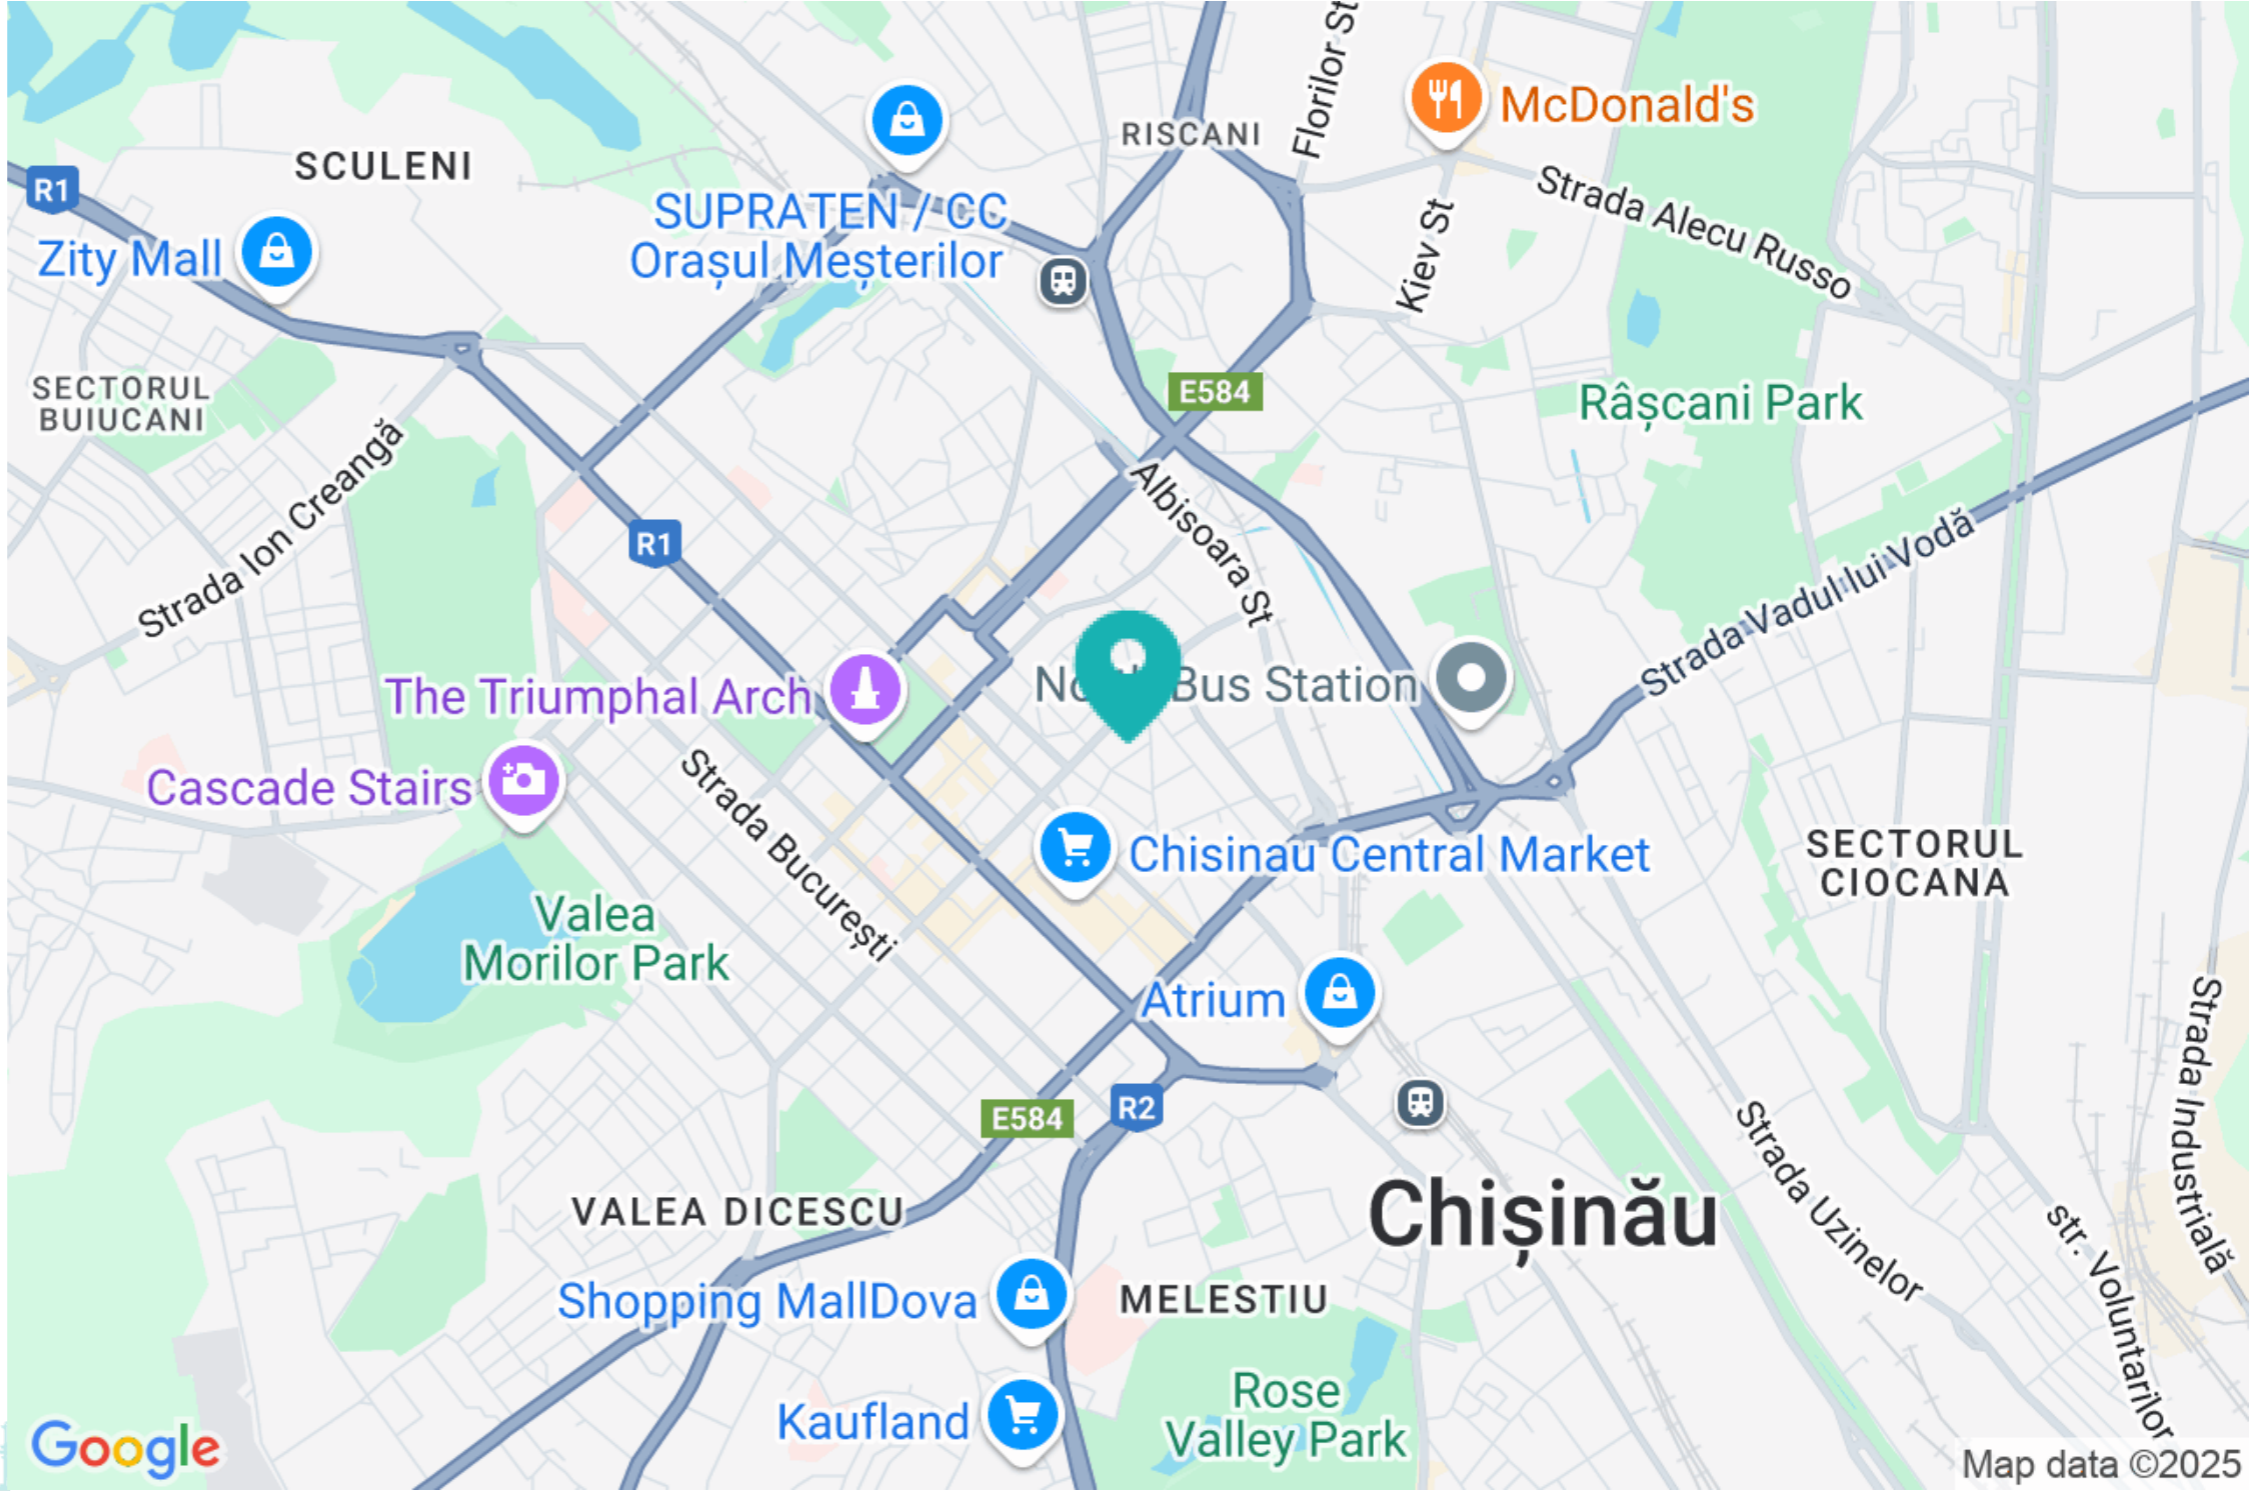 Florilor St
McDonald's
RISCANI
SCULENI
R1
SUPRATEN / CC
Orașul Meșterilor
Zity Mall
Strada Alecu Russo
Kiev St
SECTORUL
BUIUCANI
E584
Râșcani Park
Strada Ion Creangă
R1
Albisoara St
Strada Vadul lui Vodă
The Triumphal Arch
Bus Station
Cascade Stairs
Strada București
Chisinau Central Market
SECTORUL
CIOCANA
Valea
Morilor Park
Atrium
Strada Industrială
E584
R2
Strada Uzinelor
VALEA DICESCU
Chișinău
str. Voluntarilor
Shopping MallDova
MELESTIU
Rose
Valley Park
Kaufland
Google
Map data ©2025